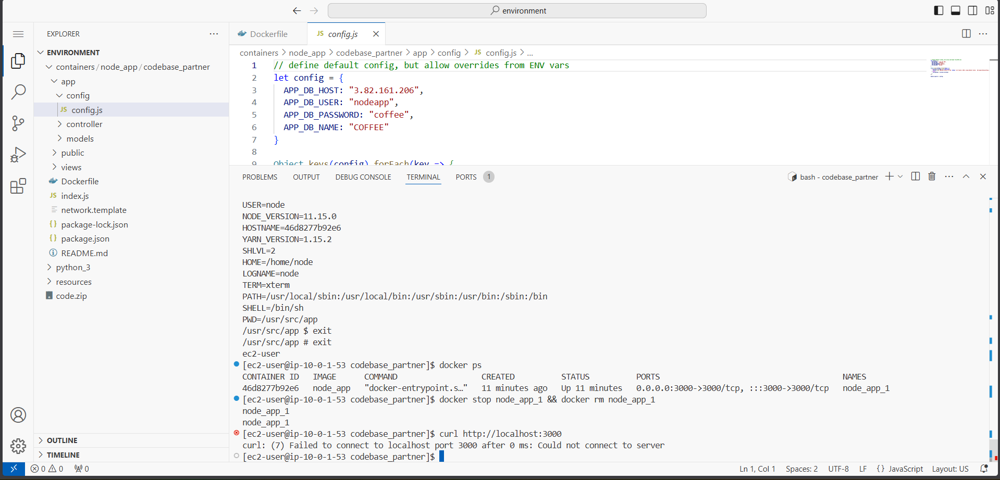 environment
EXPLORER
ENVIRONMENT
containers / node_app / codebase_partner
app
config
JS config.js
controller
models
public
views
Dockerfile
JS index.js
network.template
{} package-lock.json
{} package.json
README.md
python_3
resources
code.zip
OUTLINE
TIMELINE
Dockerfile
JS config.js
containers > node_app > codebase_partner > app > config > JS config.js > ...
1 // define default config, but allow overrides from ENV vars
2 let config = {
3 APP_DB_HOST: "3.82.161.206",
4 APP_DB_USER: "nodeapp",
5 APP_DB_PASSWORD: "coffee",
6 APP_DB_NAME: "COFFEE"
7 }
8
9 Object.keys(config).forEach(key => {
PROBLEMS OUTPUT DEBUG CONSOLE TERMINAL PORTS 1
bash - codebase_partner
USER=node
NODE_VERSION=11.15.0
HOSTNAME=46d8277b92e6
YARN_VERSION=1.15.2
SHLVL=2
HOME=/home/node
LOGNAME=node
TERM=xterm
PATH=/usr/local/sbin:/usr/local/bin:/usr/sbin:/usr/bin:/sbin:/bin
SHELL=/bin/sh
PWD=/usr/src/app
/usr/src/app $ exit
/usr/src/app # exit
ec2-user
[ec2-user@ip-10-0-1-53 codebase_partner]$ docker ps
CONTAINER ID IMAGE COMMAND CREATED STATUS PORTS NAMES
46d8277b92e6 node_app "docker-entrypoint.s…" 11 minutes ago Up 11 minutes 0.0.0.0:3000->3000/tcp, :::3000->3000/tcp node_app_1
[ec2-user@ip-10-0-1-53 codebase_partner]$ docker stop node_app_1 && docker rm node_app_1
node_app_1
node_app_1
[ec2-user@ip-10-0-1-53 codebase_partner]$ curl http://localhost:3000
curl: (7) Failed to connect to localhost port 3000 after 0 ms: Could not connect to server
[ec2-user@ip-10-0-1-53 codebase_partner]$
0 0 0
Ln 1, Col 1 Spaces: 2 UTF-8 LF {} JavaScript Layout: US